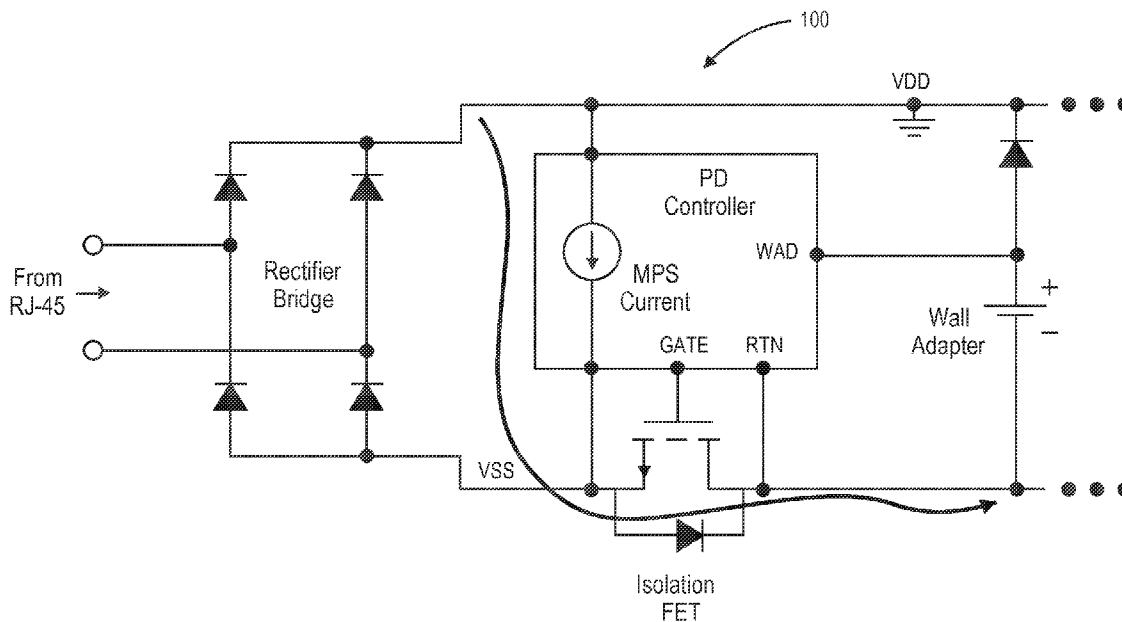 100
VDD
PD
Controller
WAD
From
RJ-45
Rectifier
Bridge
MPS
Current
+
Wall
Adapter
−
GATE
RTN
VSS
Isolation
FET